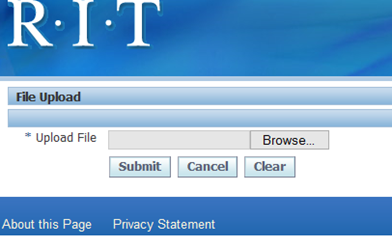 R·I·T
File Upload
* Upload File Browse...
Submit Cancel Clear
About this Page Privacy Statement